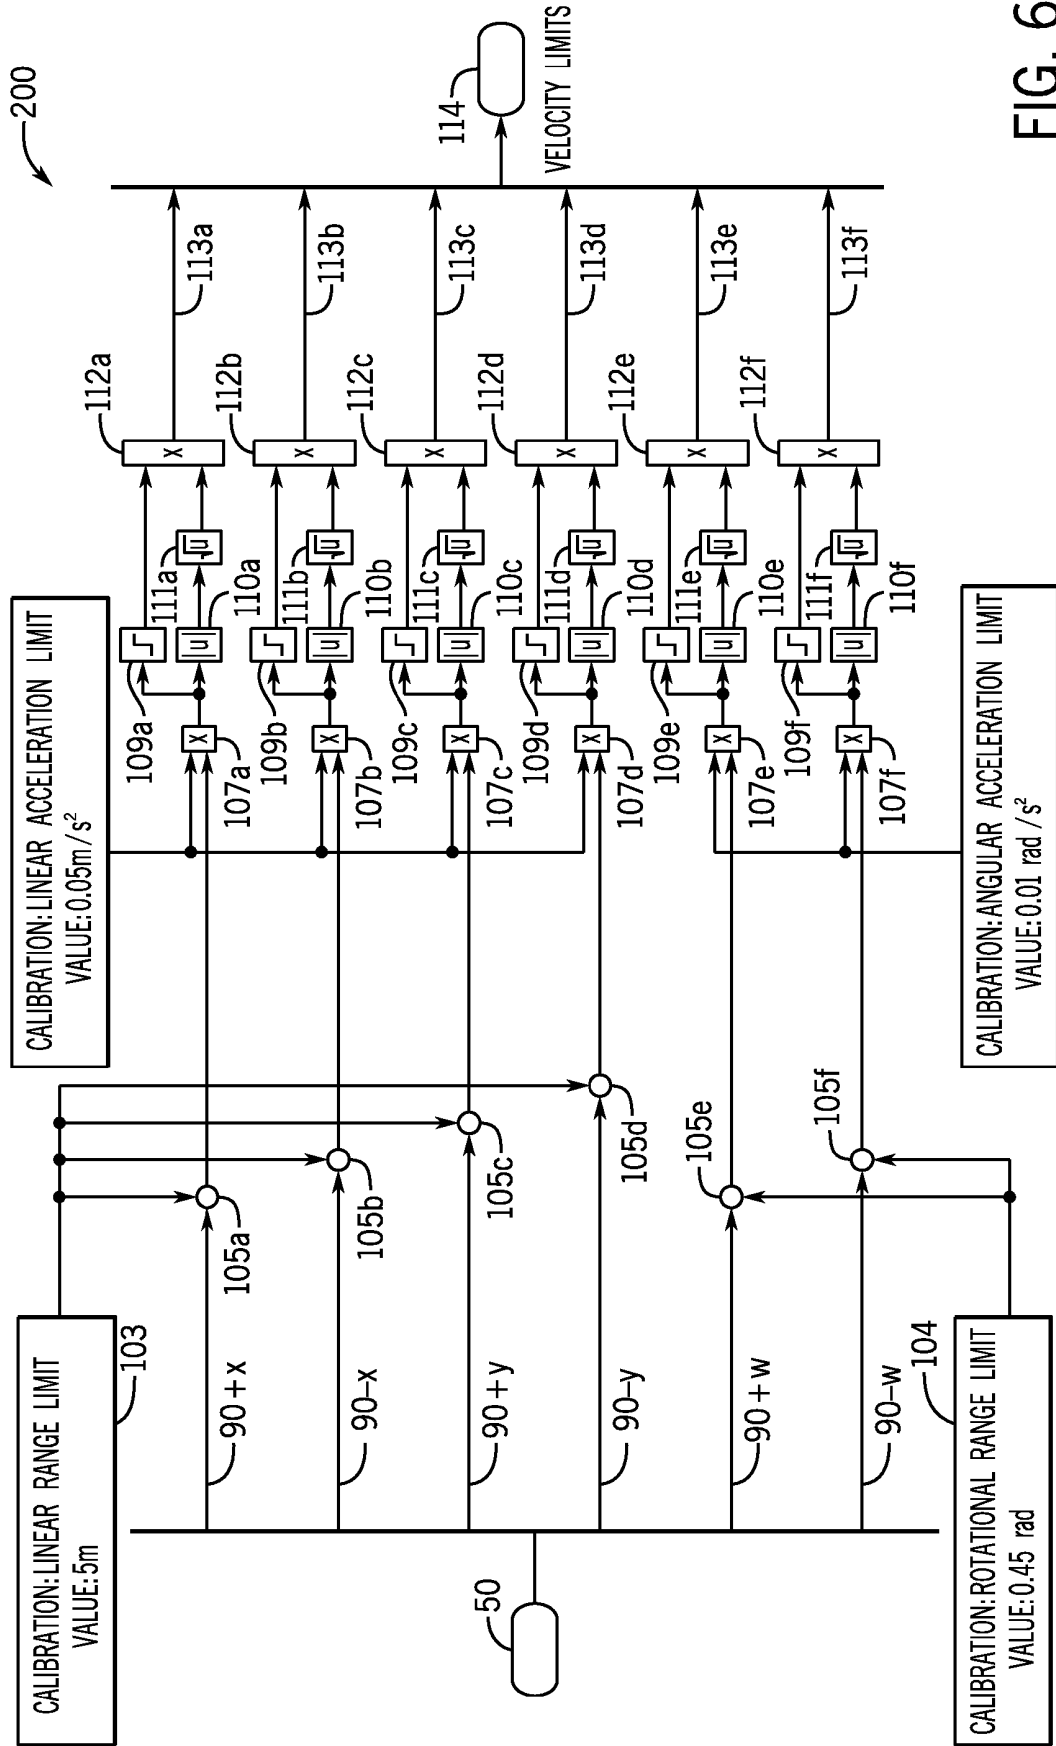 FIG. 6
200
CALIBRATION:LINEAR RANGE LIMIT
VALUE:5m
103
CALIBRATION:LINEAR ACCELERATION LIMIT
VALUE:0.05m/s²
50
90+x
90–x
90+y
90–y
90+w
90–w
105a
105b
105c
105d
105e
105f
107a
107b
107c
107d
107e
107f
X
X
X
X
X
X
109a
109b
109c
109d
109e
109f
|u|
|u|
|u|
|u|
|u|
|u|
110a
110b
110c
110d
110e
110f
111a
111b
111c
111d
111e
111f
√u
√u
√u
√u
√u
√u
112a
112b
112c
112d
112e
112f
X
X
X
X
X
X
113a
113b
113c
113d
113e
113f
114
VELOCITY LIMITS
CALIBRATION:ROTATIONAL RANGE LIMIT
VALUE:0.45 rad
104
CALIBRATION:ANGULAR ACCELERATION LIMIT
VALUE:0.01 rad/s²